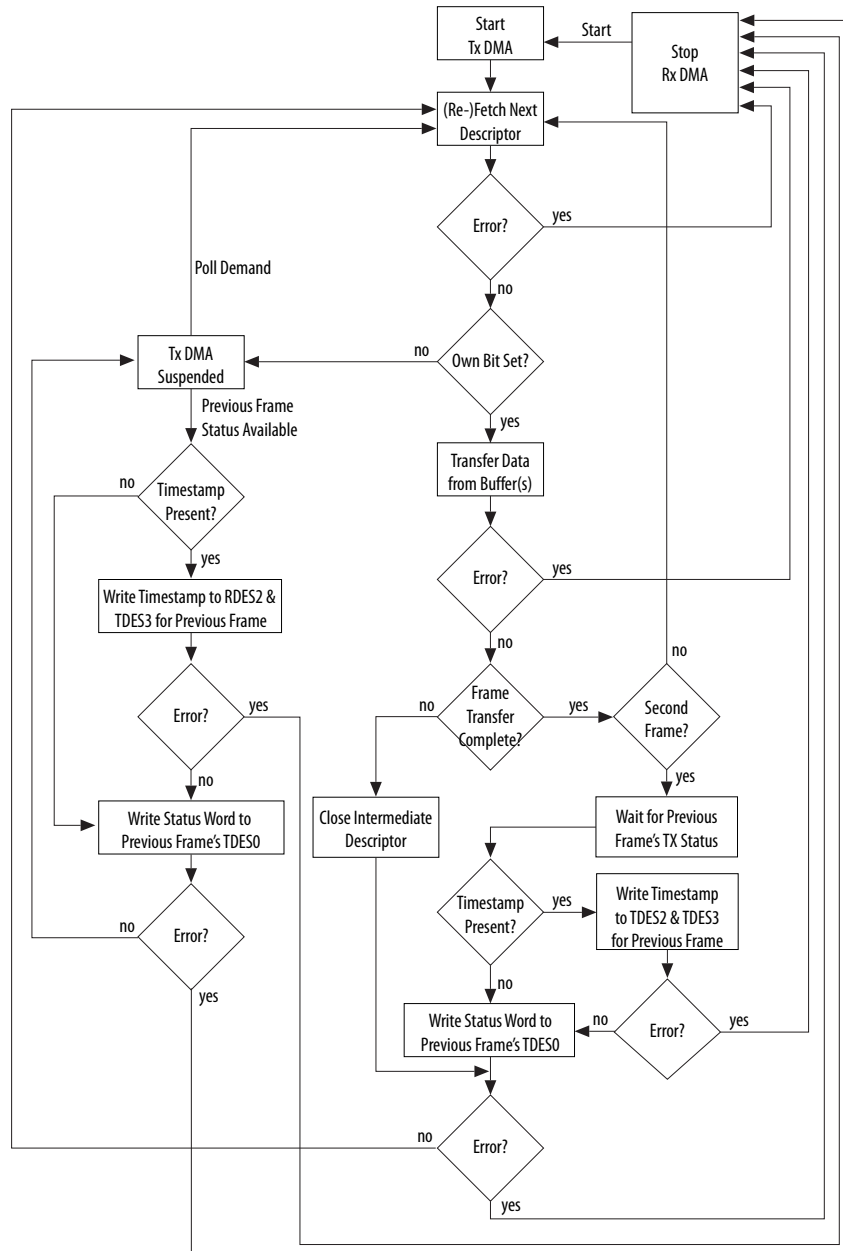 Start
Tx DMA
Start
Stop
Rx DMA
(Re-)Fetch Next
Descriptor
Error?
yes
no
Poll Demand
Own Bit Set?
no
yes
Tx DMA
Suspended
Previous Frame
Status Available
Transfer Data
from Buffer(s)
no
Timestamp
Present?
yes
Error?
yes
no
Write Timestamp to RDES2 &
TDES3 for Previous Frame
Error?
yes
no
no
Frame
Transfer
Complete?
yes
no
Second
Frame?
yes
Write Status Word to
Previous Frame's TDES0
Close Intermediate
Descriptor
Wait for Previous
Frame's TX Status
no
Error?
yes
Timestamp
Present?
yes
no
Write Timestamp
to TDES2 & TDES3
for Previous Frame
Write Status Word to
Previous Frame's TDES0
no
Error?
yes
no
Error?
yes